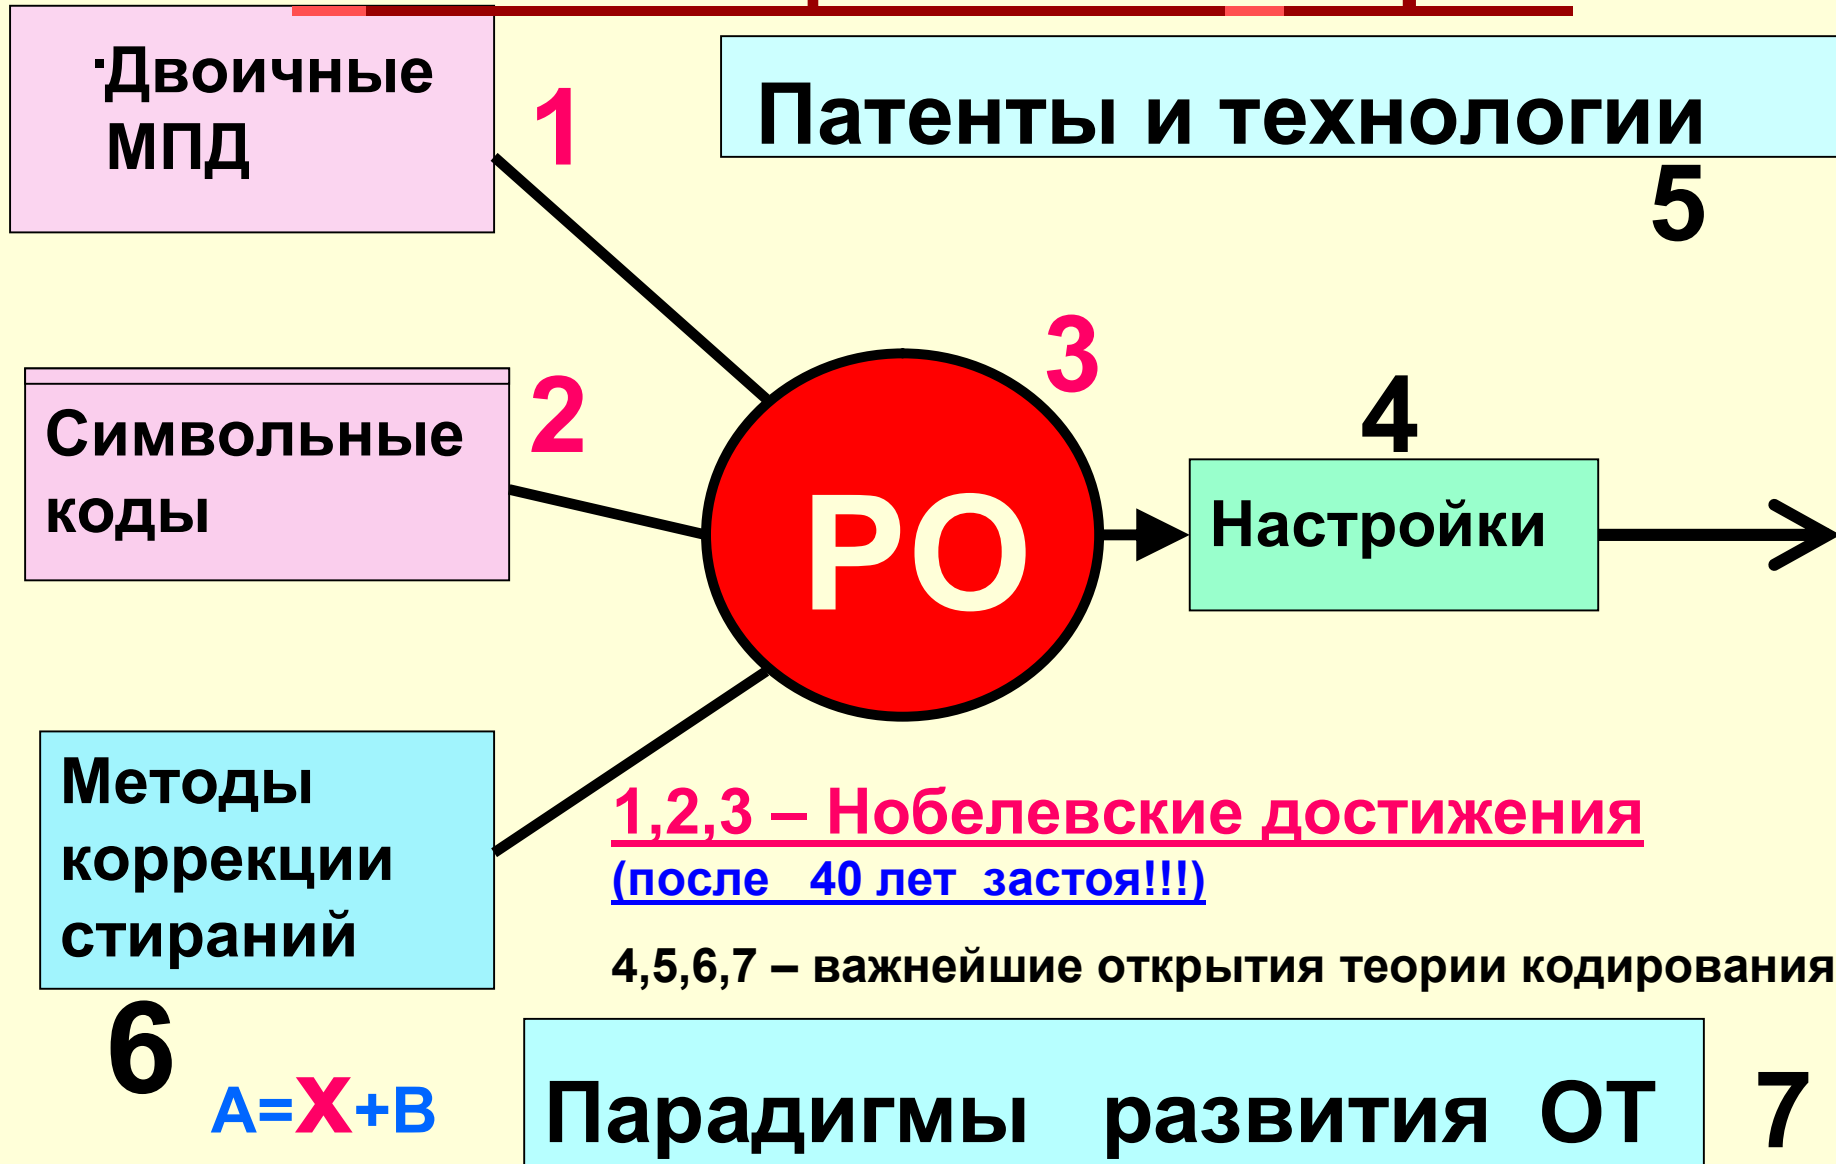 Двоичные
МПД
1
Патенты и технологии
5
3
Символьные
коды
2
РО
4
Настройки
Методы
коррекции
стираний
6
1,2,3 – Нобелевские достижения
(после 40 лет застоя!!!)
4,5,6,7 – важнейшие открытия теории кодирования
A=X+B
Парадигмы развития ОТ
7